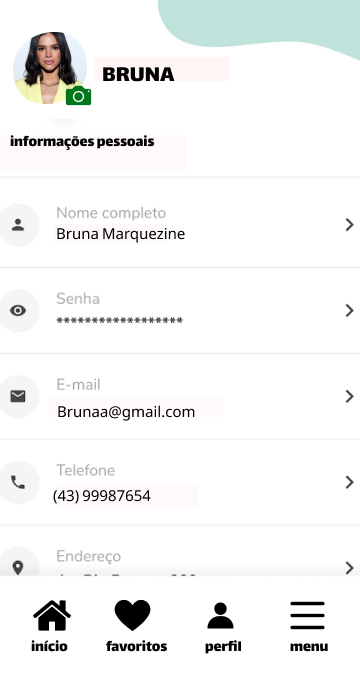 BRUNA
informações pessoais
Nome completo
Bruna Marquezine
Senha
******************
E-mail
Brunaa@gmail.com
Telefone
(43) 99987654
Endereço
início favoritos perfil menu